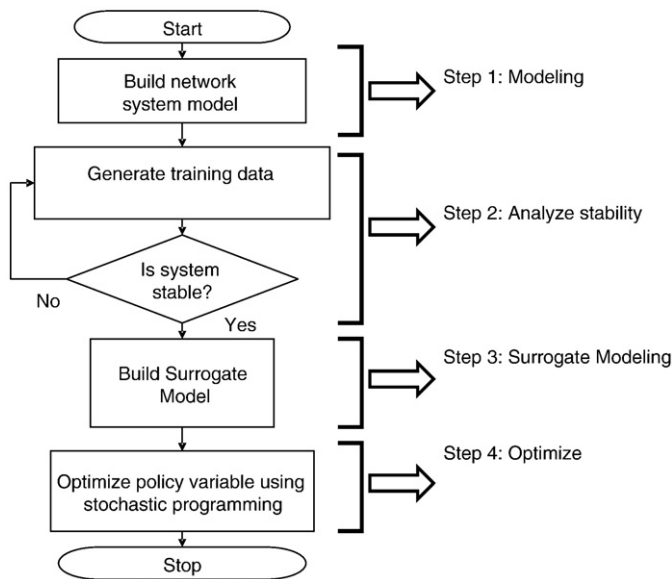 Start
Build network
system model
Step 1: Modeling
Generate training data
Step 2: Analyze stability
Is system
stable?
No
Yes
Build Surrogate
Model
Step 3: Surrogate Modeling
Optimize policy variable using
stochastic programming
Step 4: Optimize
Stop